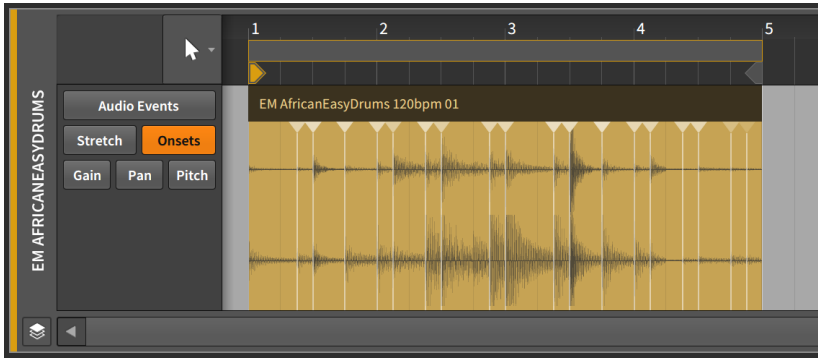 1 2 3 4 5
EM AFRICANEASYDRUMS
Audio Events
Stretch Onsets
Gain Pan Pitch
EM AfricanEasyDrums 120bpm 01